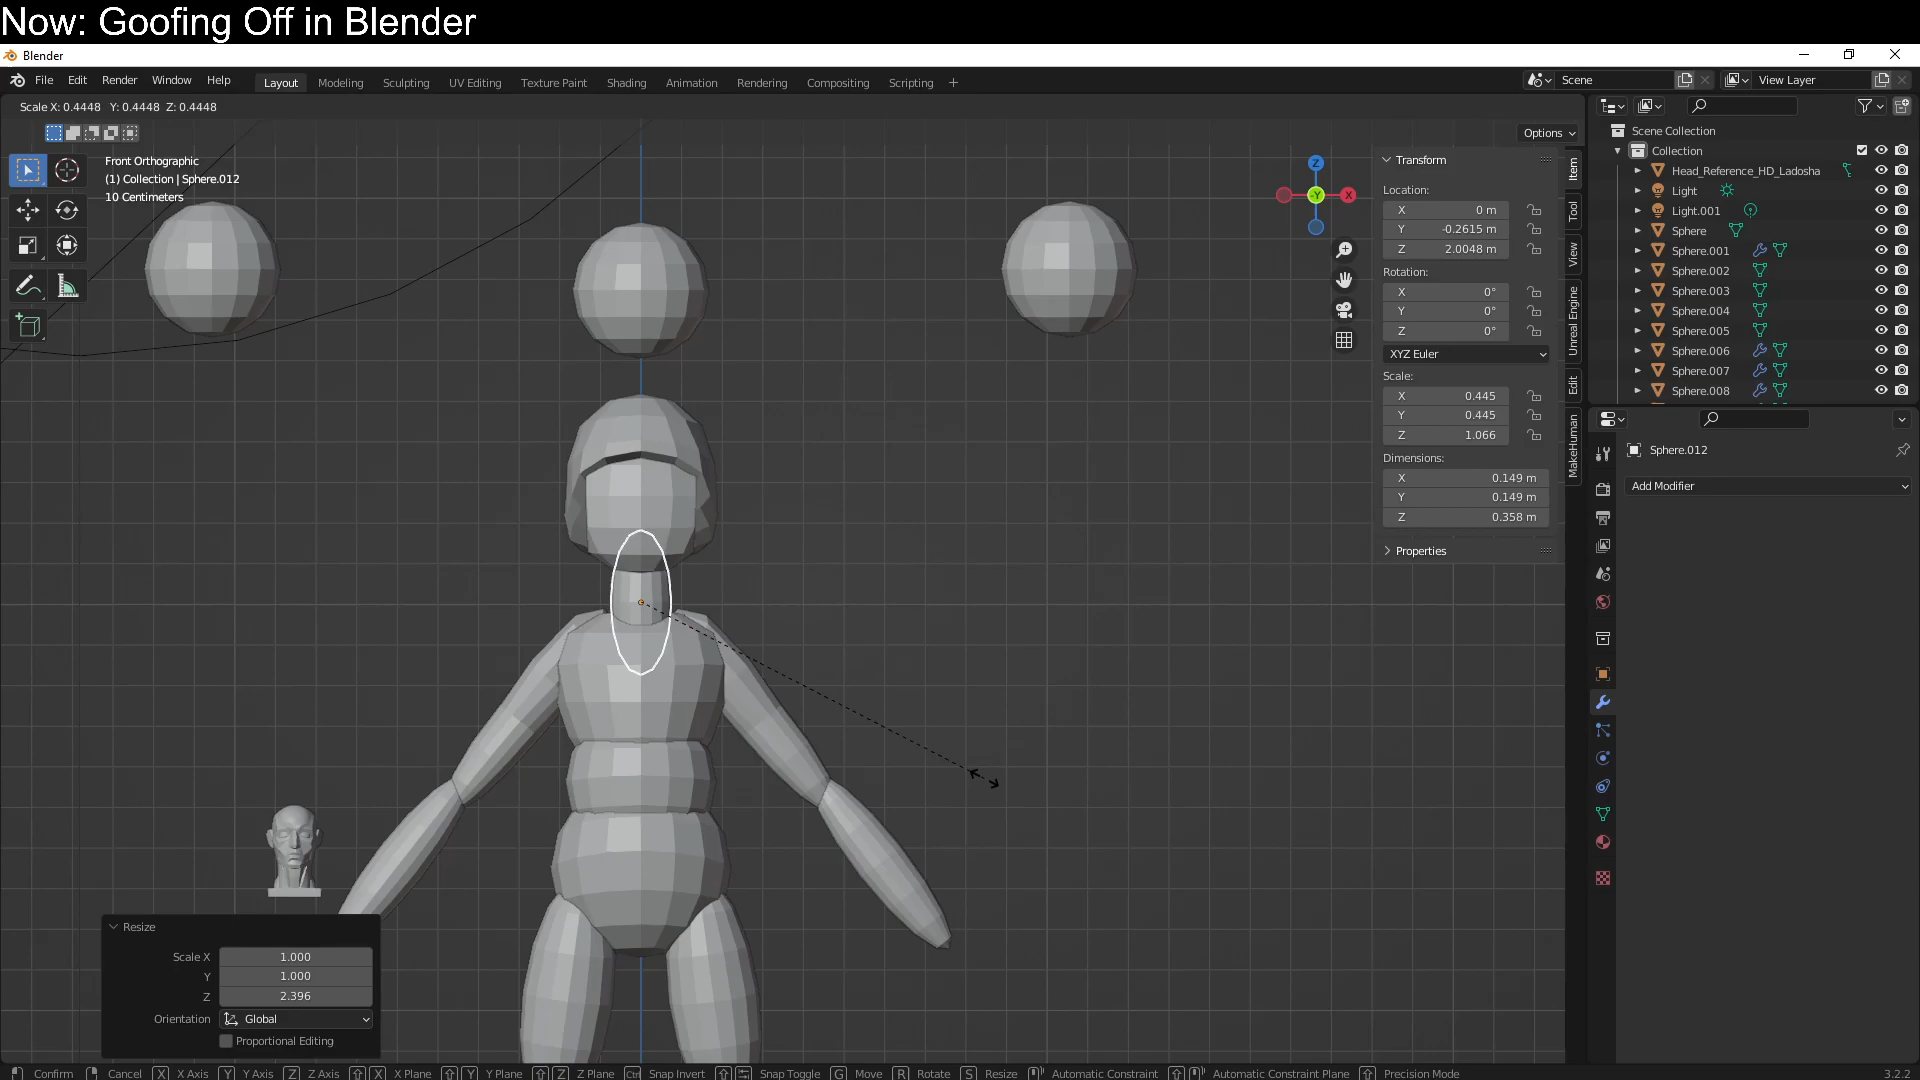 Now: Goofing Off in Blender
Blender
File Edit Render Window Help Layout Modeling Sculpting UV Editing Texture Paint Shading Animation Rendering Compositing Scripting + Scene View Layer
Scale X: 0.4448 Y: 0.4448 Z: 0.4448
Options
Front Orthographic
(1) Collection | Sphere.012
10 Centimeters
Z
-Y
X
Transform
Location:
X 0 m
Y -0.2615 m
Z 2.0048 m
Rotation:
X 0°
Y 0°
Z 0°
XYZ Euler
Scale:
X 0.445
Y 0.445
Z 1.066
Dimensions:
X 0.149 m
Y 0.149 m
Z 0.358 m
Properties
Item
Tool
View
Unreal Engine
Edit
MakeHuman
Scene Collection
Collection
Head_Reference_HD_Ladosha
Light
Light.001
Sphere
Sphere.001
Sphere.002
Sphere.003
Sphere.004
Sphere.005
Sphere.006
Sphere.007
Sphere.008
Sphere.012
Add Modifier
Resize
Scale X 1.000
Y 1.000
Z 2.396
Orientation Global
Proportional Editing
Confirm Cancel X X Axis Y Y Axis Z Z Axis X X Plane Y Y Plane Z Z Plane Ctrl Snap Invert Snap Toggle G Move R Rotate S Resize Automatic Constraint Automatic Constraint Plane Precision Mode 3.2.2